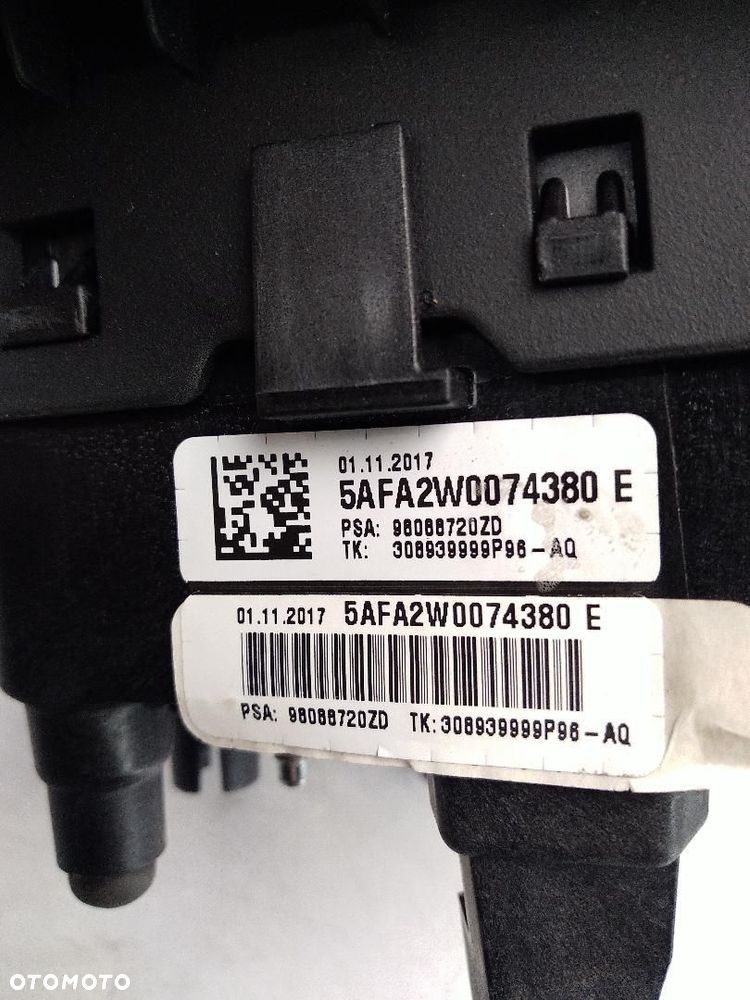 01.11.2017
5AFA2W0074380 E
PSA: 98088720ZD
TK: 308939999P96-AQ
01.11.2017 5AFA2W0074380 E
PSA: 98088720ZD TK:308939999P96-AQ
OTOMOTO